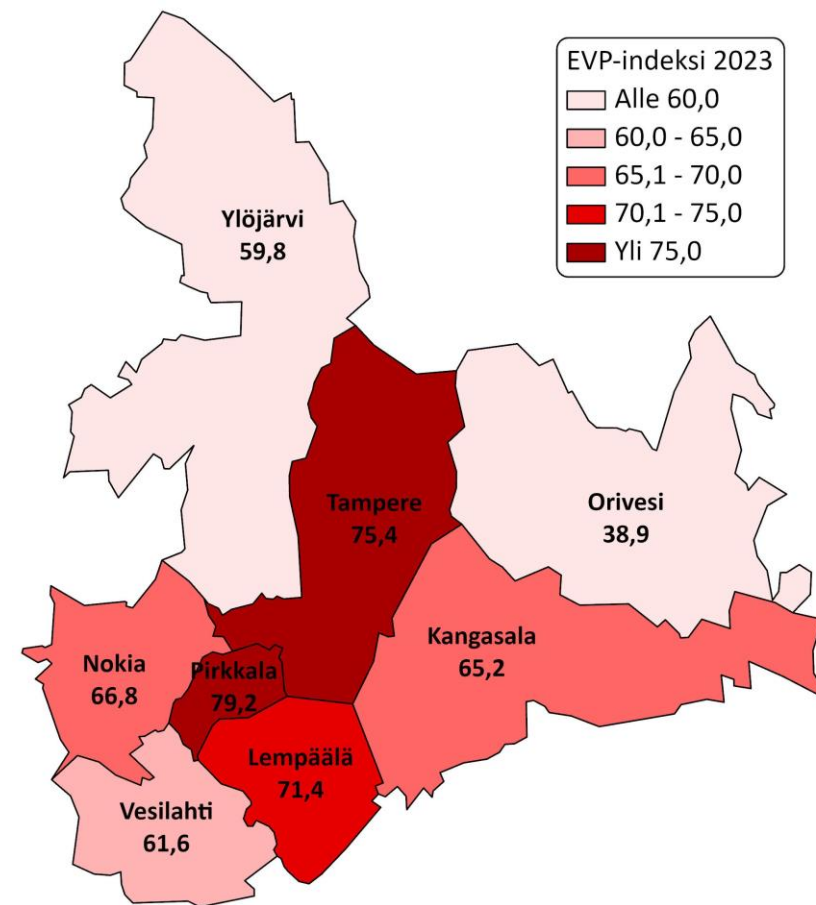 EVP-indeksi 2023
Alle 60,0
60,0 - 65,0
65,1 - 70,0
70,1 - 75,0
Yli 75,0
Ylöjärvi
59,8
Tampere
75,4
Orivesi
38,9
Kangasala
65,2
Nokia
66,8
Pirkkala
79,2
Lempäälä
71,4
Vesilahti
61,6